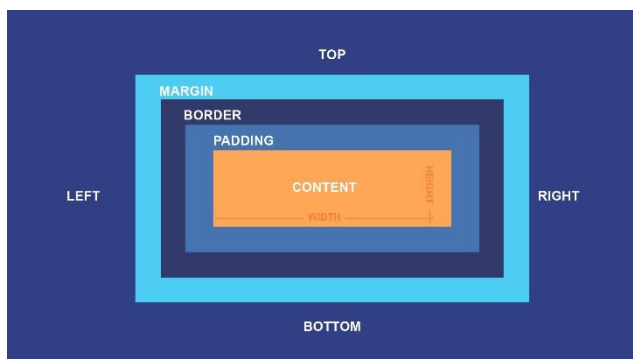 TOP
MARGIN
BORDER
PADDING
CONTENT
HEIGHT
LEFT
RIGHT
WIDTH
BOTTOM